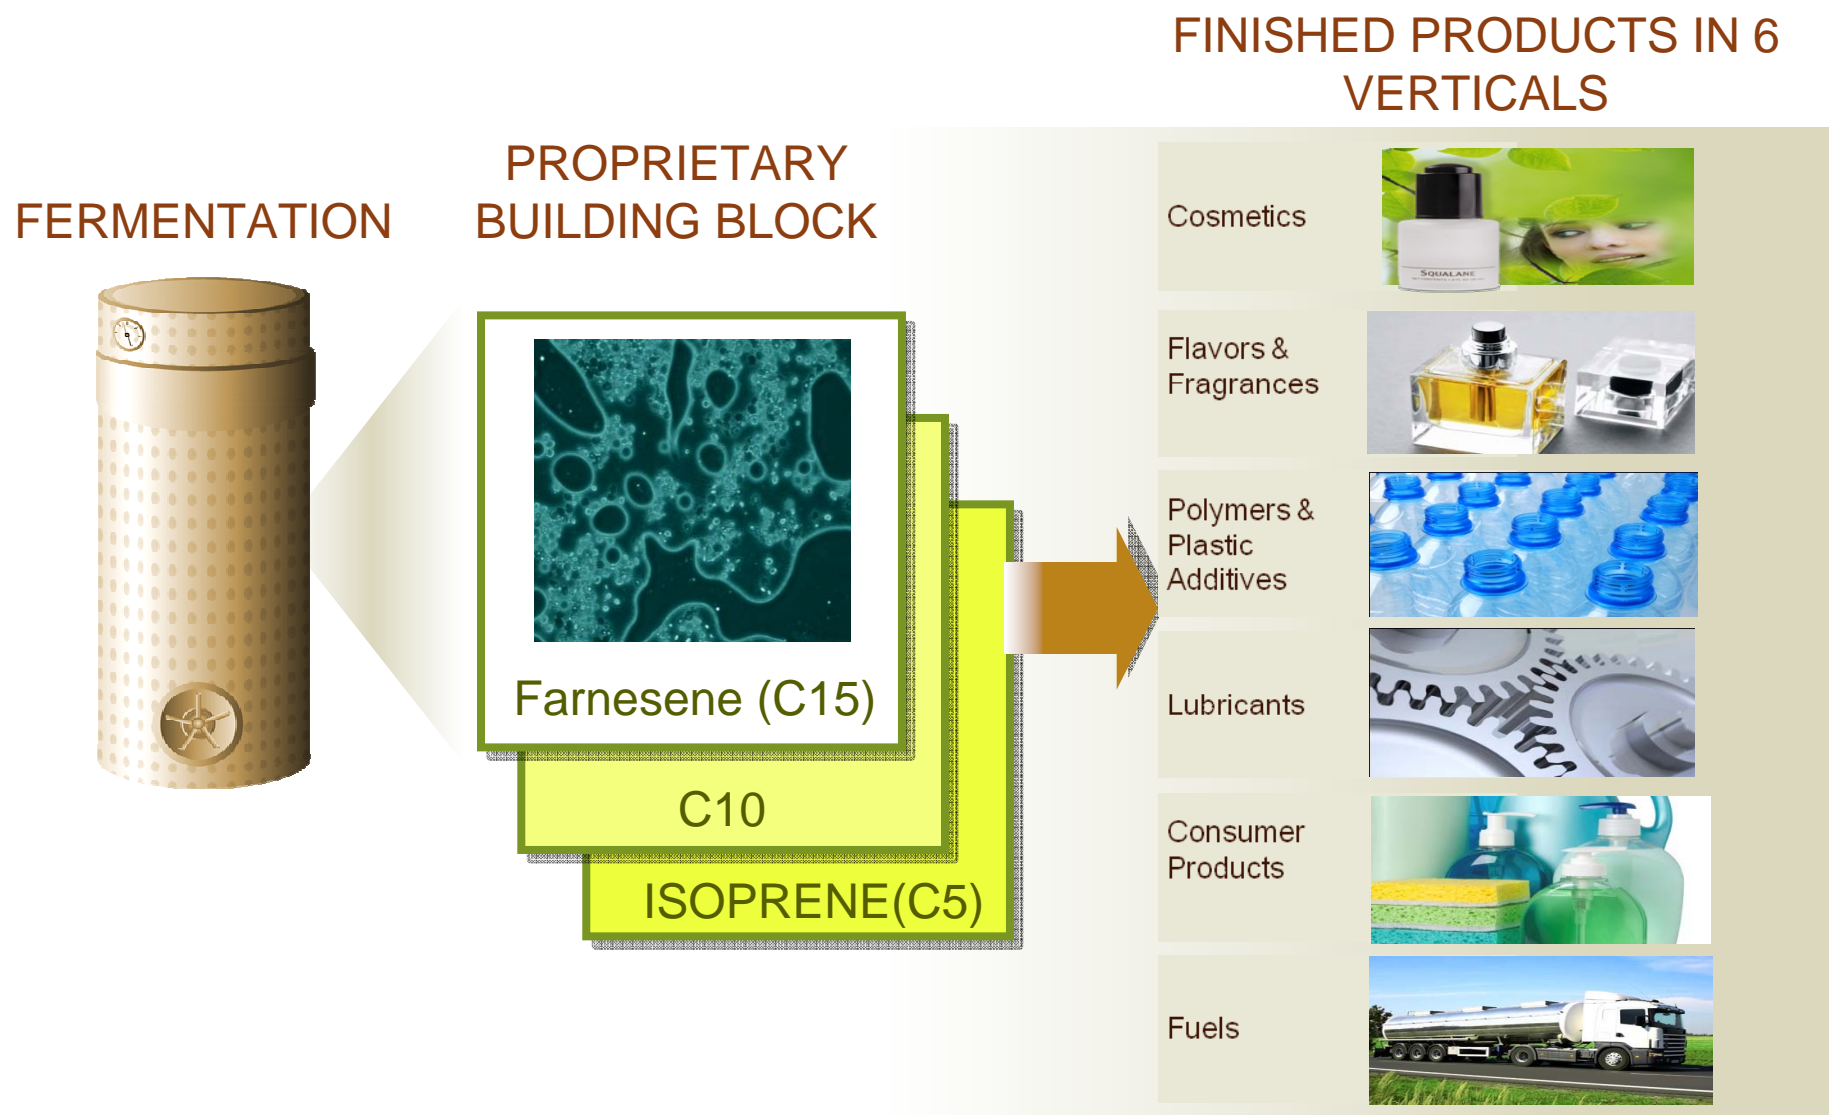 FINISHED PRODUCTS IN 6
VERTICALS
PROPRIETARY
BUILDING BLOCK
FERMENTATION
Farnesene (C15)
C10
ISOPRENE(C5)
Cosmetics
SQUALANE
Flavors &
Fragrances
Polymers &
Plastic
Additives
Lubricants
Consumer
Products
Fuels